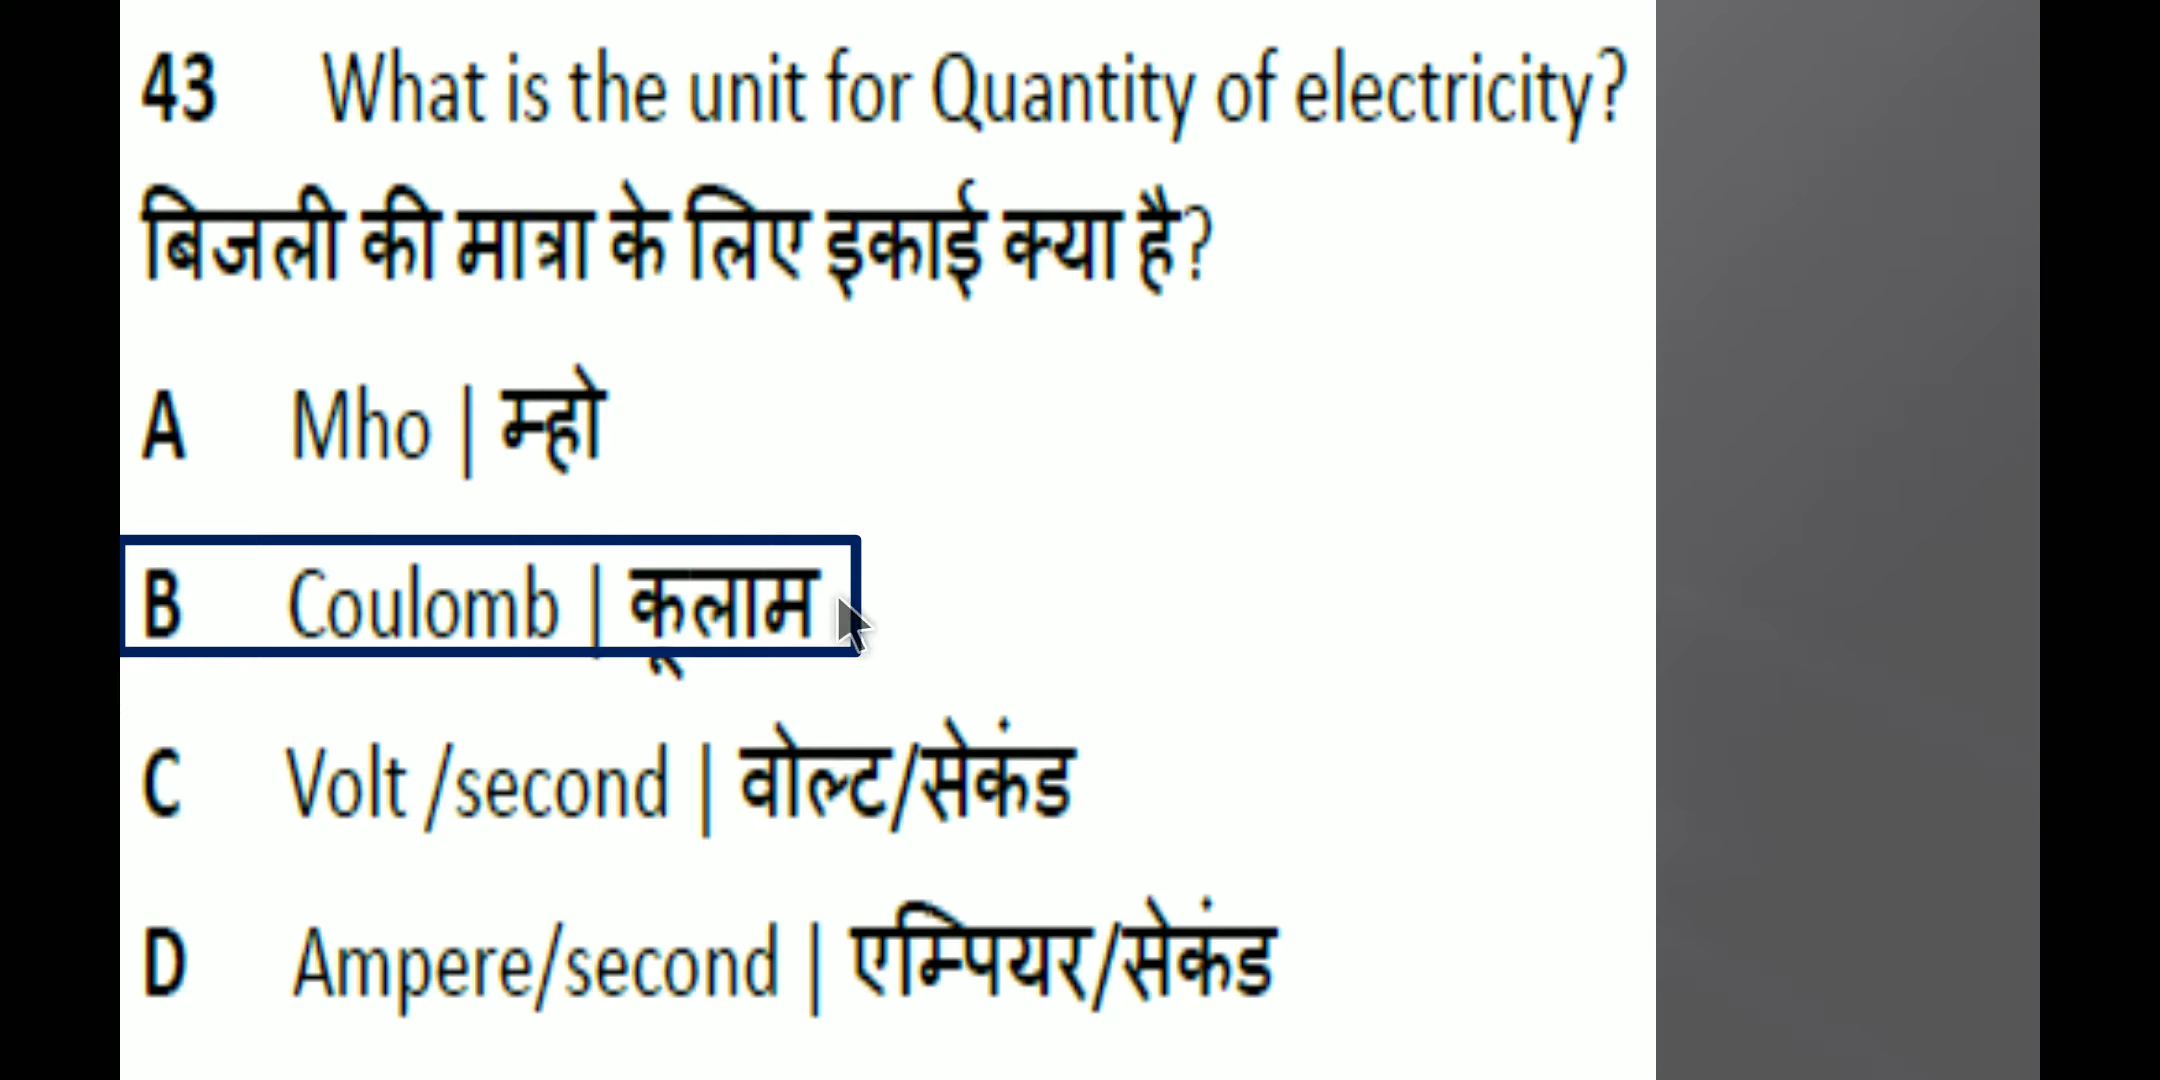 43 What is the unit for Quantity of electricity?
बिजली की मात्रा के लिए इकाई क्या है?
A Mho | म्हो
B Coulomb | कूलाम
C Volt /second | वोल्ट/सेकंड
D Ampere/second | एम्पियर/सेकंड